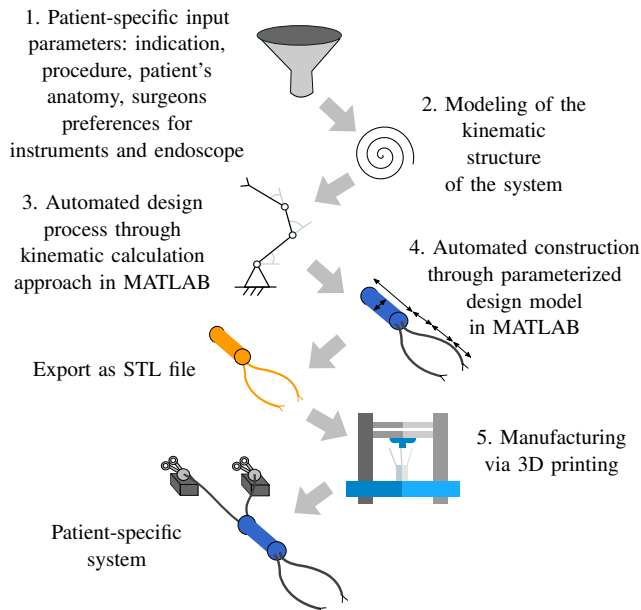 1. Patient-specific input
parameters: indication,
procedure, patient's
anatomy, surgeons
preferences for
instruments and endoscope
2. Modeling of the
kinematic
structure
of the system
3. Automated design
process through
kinematic calculation
approach in MATLAB
4. Automated construction
through parameterized
design model
in MATLAB
Export as STL file
5. Manufacturing
via 3D printing
Patient-specific
system